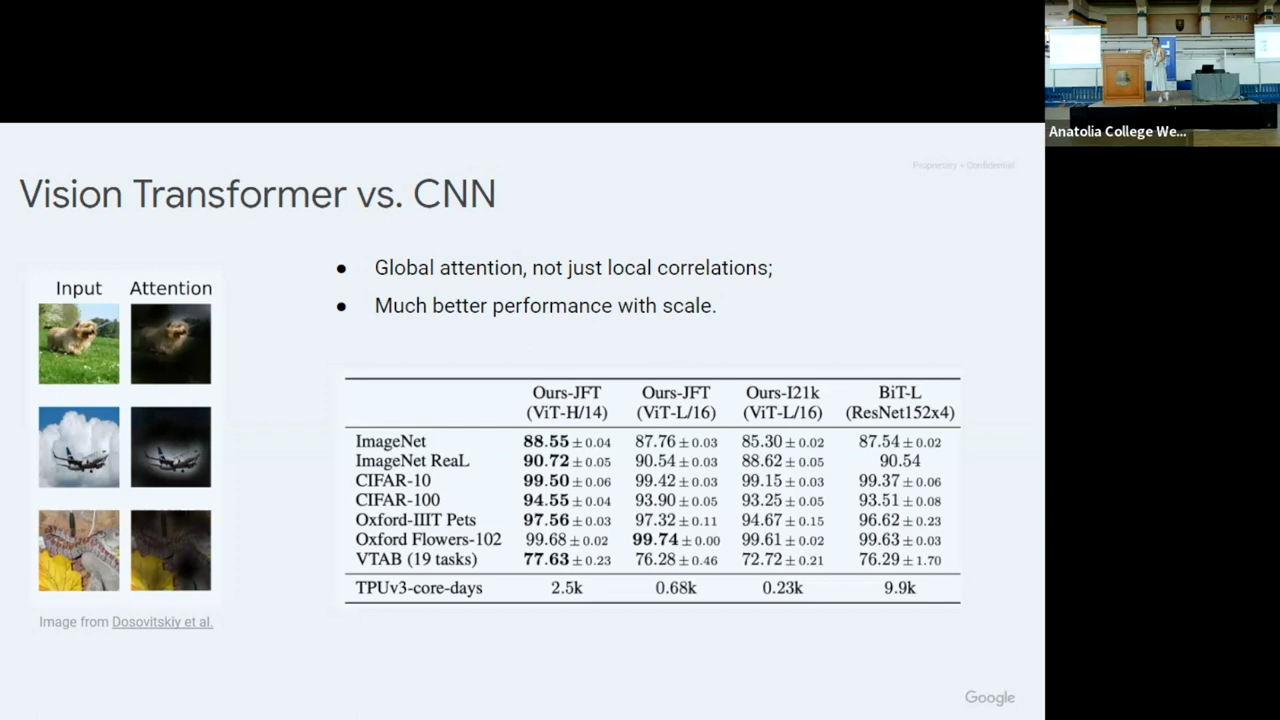 Anatolia College We...
Proprietary + Confidential
Vision Transformer vs. CNN
● Global attention, not just local correlations;
● Much better performance with scale.
Input Attention
Ours-JFT Ours-JFT Ours-I21k BiT-L
(ViT-H/14) (ViT-L/16) (ViT-L/16) (ResNet152x4)
ImageNet 88.55 ± 0.04 87.76 ± 0.03 85.30 ± 0.02 87.54 ± 0.02
ImageNet ReaL 90.72 ± 0.05 90.54 ± 0.03 88.62 ± 0.05 90.54
CIFAR-10 99.50 ± 0.06 99.42 ± 0.03 99.15 ± 0.03 99.37 ± 0.06
CIFAR-100 94.55 ± 0.04 93.90 ± 0.05 93.25 ± 0.05 93.51 ± 0.08
Oxford-IIIT Pets 97.56 ± 0.03 97.32 ± 0.11 94.67 ± 0.15 96.62 ± 0.23
Oxford Flowers-102 99.68 ± 0.02 99.74 ± 0.00 99.61 ± 0.02 99.63 ± 0.03
VTAB (19 tasks) 77.63 ± 0.23 76.28 ± 0.46 72.72 ± 0.21 76.29 ± 1.70
TPUv3-core-days 2.5k 0.68k 0.23k 9.9k
Image from Dosovitskiy et al.
Google